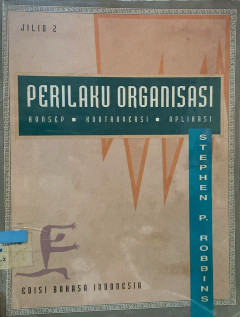 JILID 2
PERILAKU ORGANISASI
KONSEP ■ KONTROVERSI ■ APLIKASI
STEPHEN P. ROBBINS
EDISI BAHASA INDONESIA